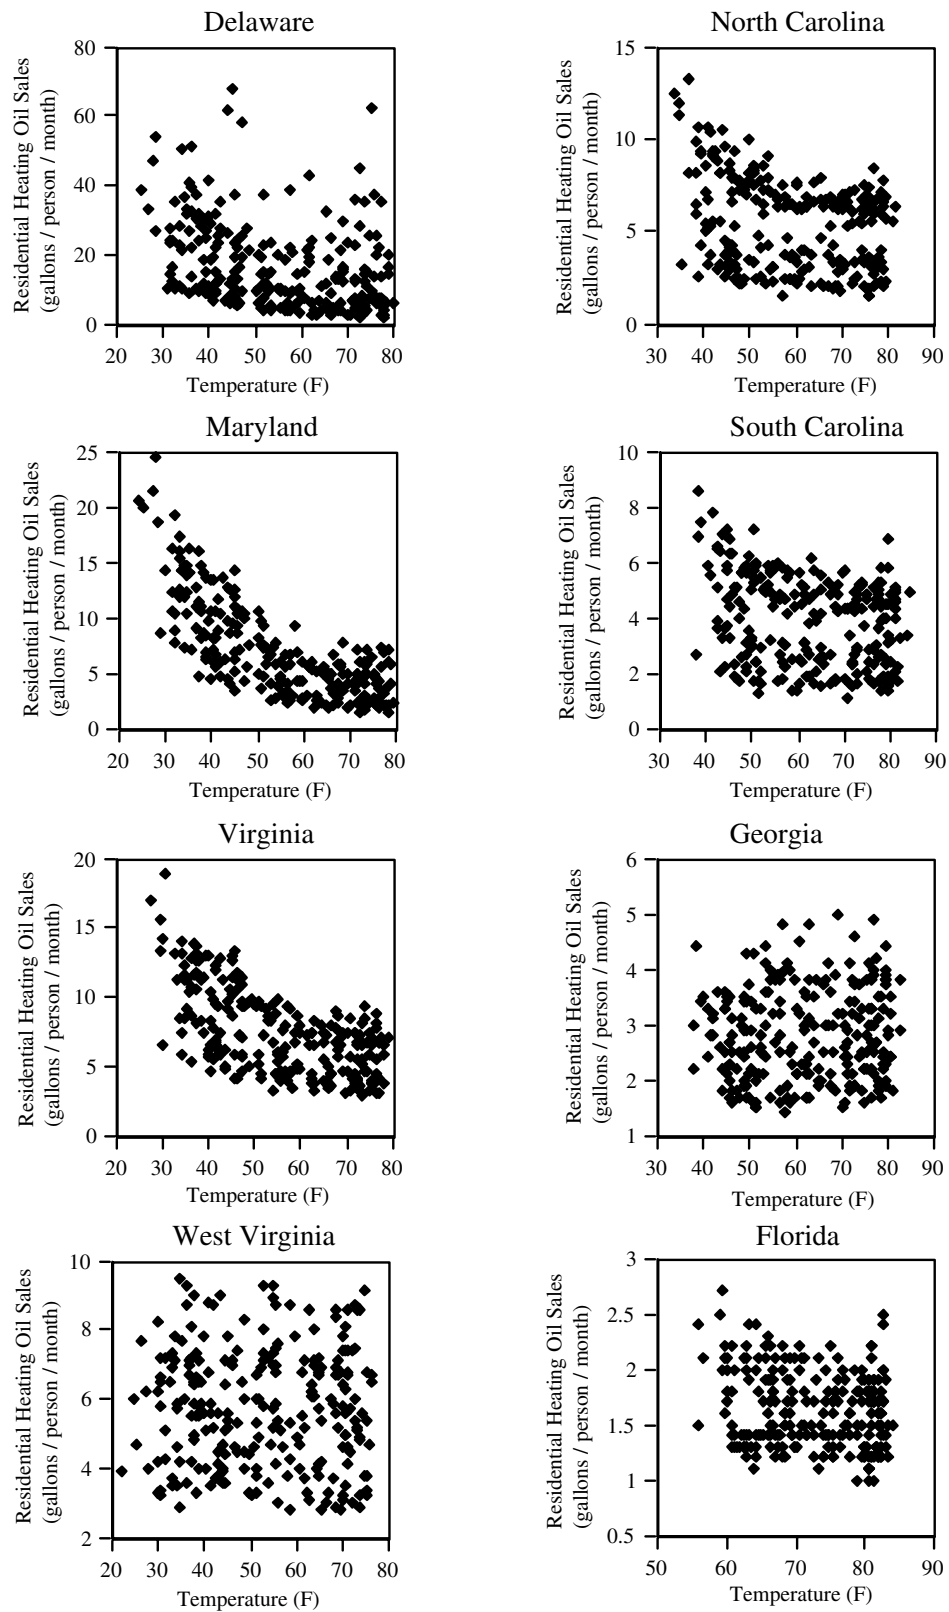 Delaware
Residential Heating Oil Sales
(gallons / person / month)
80
60
40
20
0
20 30 40 50 60 70 80
Temperature (F)
North Carolina
Residential Heating Oil Sales
(gallons / person / month)
15
10
5
0
30 40 50 60 70 80 90
Temperature (F)
Maryland
Residential Heating Oil Sales
(gallons / person / month)
25
20
15
10
5
0
20 30 40 50 60 70 80
Temperature (F)
South Carolina
Residential Heating Oil Sales
(gallons / person / month)
10
8
6
4
2
0
30 40 50 60 70 80 90
Temperature (F)
Virginia
Residential Heating Oil Sales
(gallons / person / month)
20
15
10
5
0
20 30 40 50 60 70 80
Temperature (F)
Georgia
Residential Heating Oil Sales
(gallons / person / month)
6
5
4
3
2
1
30 40 50 60 70 80 90
Temperature (F)
West Virginia
Residential Heating Oil Sales
(gallons / person / month)
10
8
6
4
2
20 30 40 50 60 70 80
Temperature (F)
Florida
Residential Heating Oil Sales
(gallons / person / month)
3
2.5
2
1.5
1
0.5
50 60 70 80 90
Temperature (F)